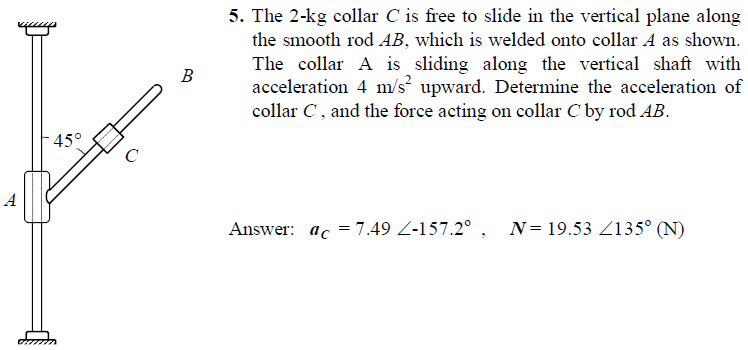 5. The 2-kg collar C is free to slide in the vertical plane along
the smooth rod AB, which is welded onto collar A as shown.
The collar A is sliding along the vertical shaft with
acceleration 4 m/s² upward. Determine the acceleration of
collar C , and the force acting on collar C by rod AB.
B
45°
C
A
Answer: a_C = 7.49 ∠-157.2° , N = 19.53 ∠135° (N)